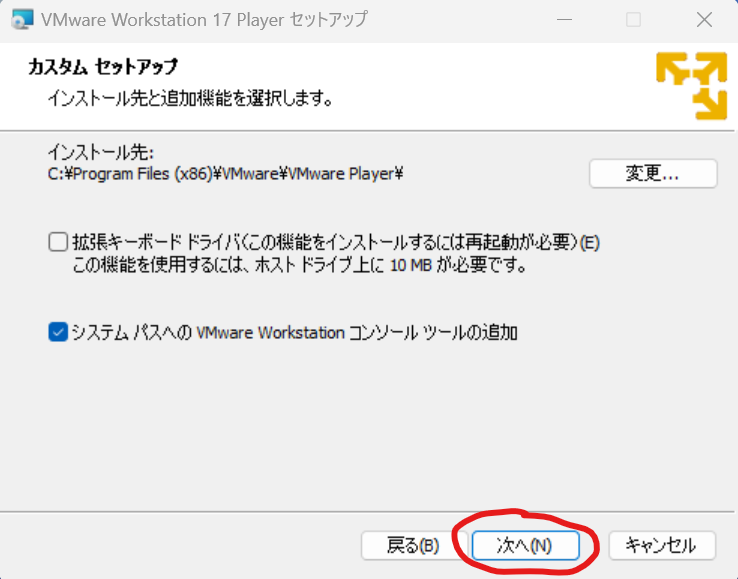 VMware Workstation 17 Player セットアップ
カスタム セットアップ
インストール先と追加機能を選択します。
インストール先:
C:¥Program Files (x86)¥VMware¥VMware Player¥
変更...
拡張キーボード ドライバ(この機能をインストールするには再起動が必要)(E)
この機能を使用するには、ホスト ドライブ上に 10 MB が必要です。
システム パスへの VMware Workstation コンソール ツールの追加
戻る(B) 次へ(N) キャンセル